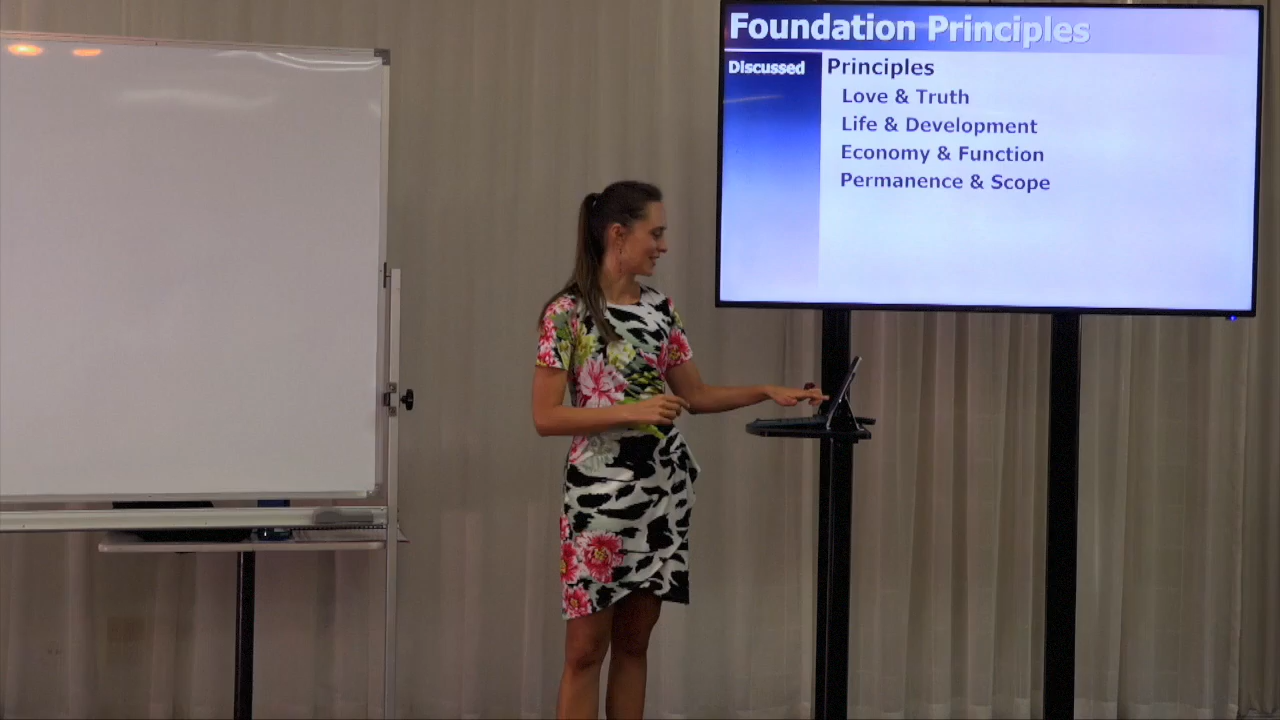 Foundation Principles
Discussed
Principles
Love & Truth
Life & Development
Economy & Function
Permanence & Scope